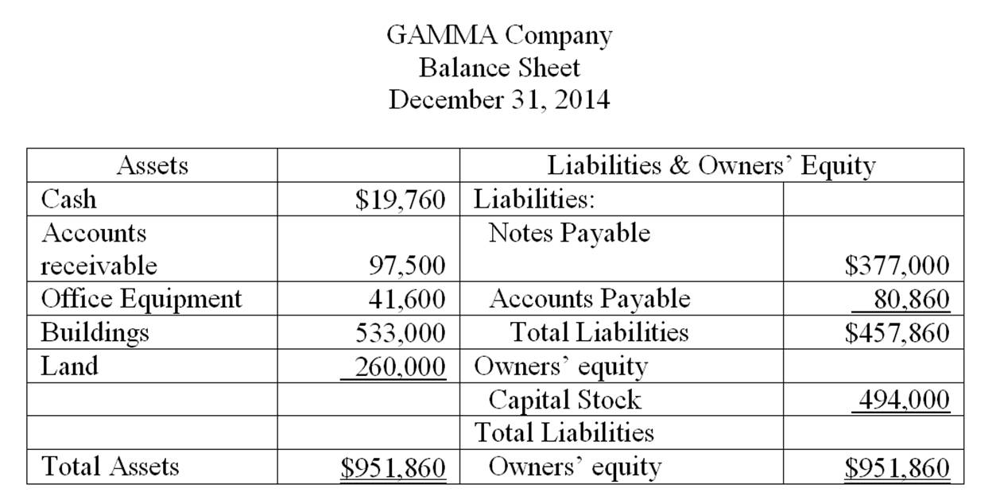 GAMMA Company
Balance Sheet
December 31, 2014
Assets Liabilities & Owners' Equity
Cash $19,760 Liabilities:
Accounts Notes Payable
receivable 97,500 $377,000
Office Equipment 41,600 Accounts Payable 80,860
Buildings 533,000 Total Liabilities $457,860
Land 260,000 Owners' equity
Capital Stock 494,000
Total Liabilities
Total Assets $951,860 Owners' equity $951,860